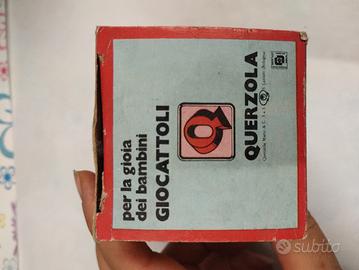 per la gioia
dei bambini
GIOCATTOLI
QUERZOLA
subito